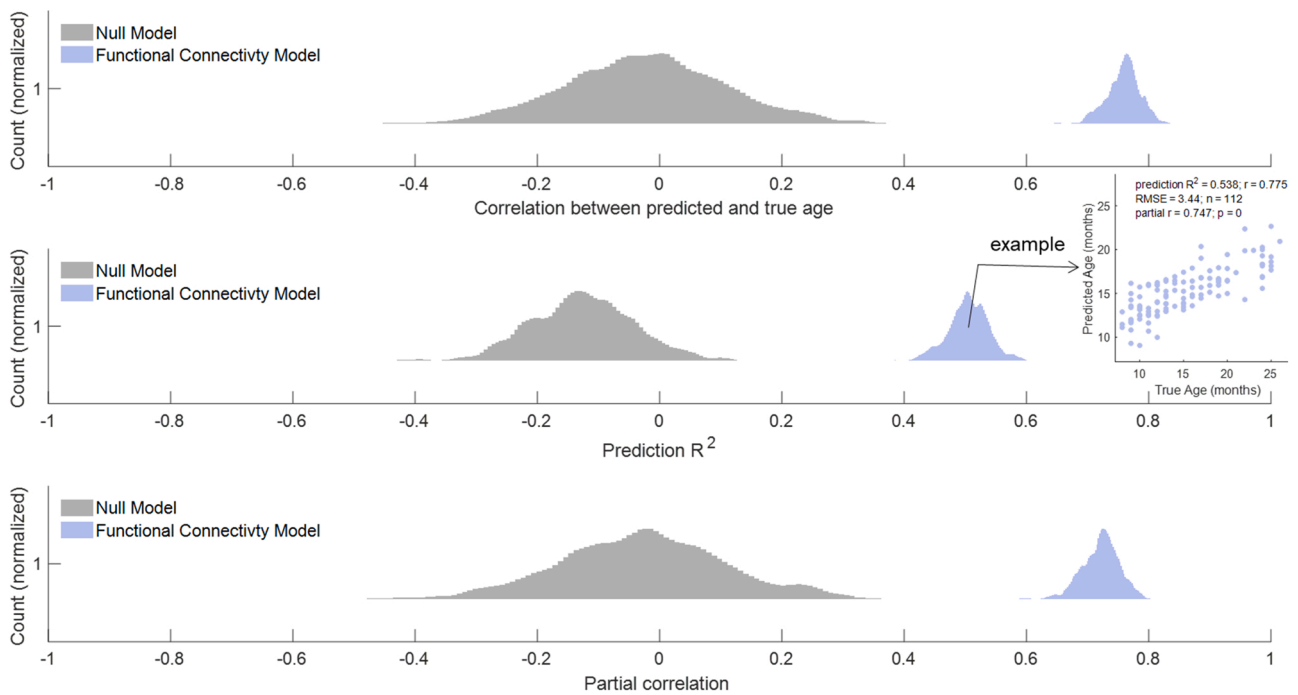 Count (normalized)
1
Null Model
Functional Connectivty Model
-1 -0.8 -0.6 -0.4 -0.2 0 0.2 0.4 0.6 0.8 1
Correlation between predicted and true age
Count (normalized)
1
Null Model
Functional Connectivty Model
example
prediction R² = 0.538; r = 0.775
RMSE = 3.44; n = 112
partial r = 0.747; p = 0
Predicted Age (months)
25
20
15
10
10 15 20 25
True Age (months)
-1 -0.8 -0.6 -0.4 -0.2 0 0.2 0.4 0.6 0.8 1
Prediction R²
Count (normalized)
1
Null Model
Functional Connectivty Model
-1 -0.8 -0.6 -0.4 -0.2 0 0.2 0.4 0.6 0.8 1
Partial correlation